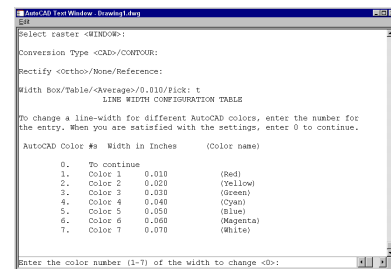 AutoCAD Text Window - Drawing1.dwg
Edit
Select raster <WINDOW>:
Conversion Type <CAD>/CONTOUR:
Rectify <Ortho>/None/Reference:
Width Box/Table/<Average>/0.010/Pick: t
LINE WIDTH CONFIGURATION TABLE
To change a line-width for different AutoCAD colors, enter the number for
the entry. When you are satisfied with the settings, enter 0 to continue.
AutoCAD Color #s Width in Inches (Color name)
0. To continue
1. Color 1 0.010 (Red)
2. Color 2 0.020 (Yellow)
3. Color 3 0.030 (Green)
4. Color 4 0.040 (Cyan)
5. Color 5 0.050 (Blue)
6. Color 6 0.060 (Magenta)
7. Color 7 0.070 (White)
Enter the color number (1-7) of the width to change <0>: